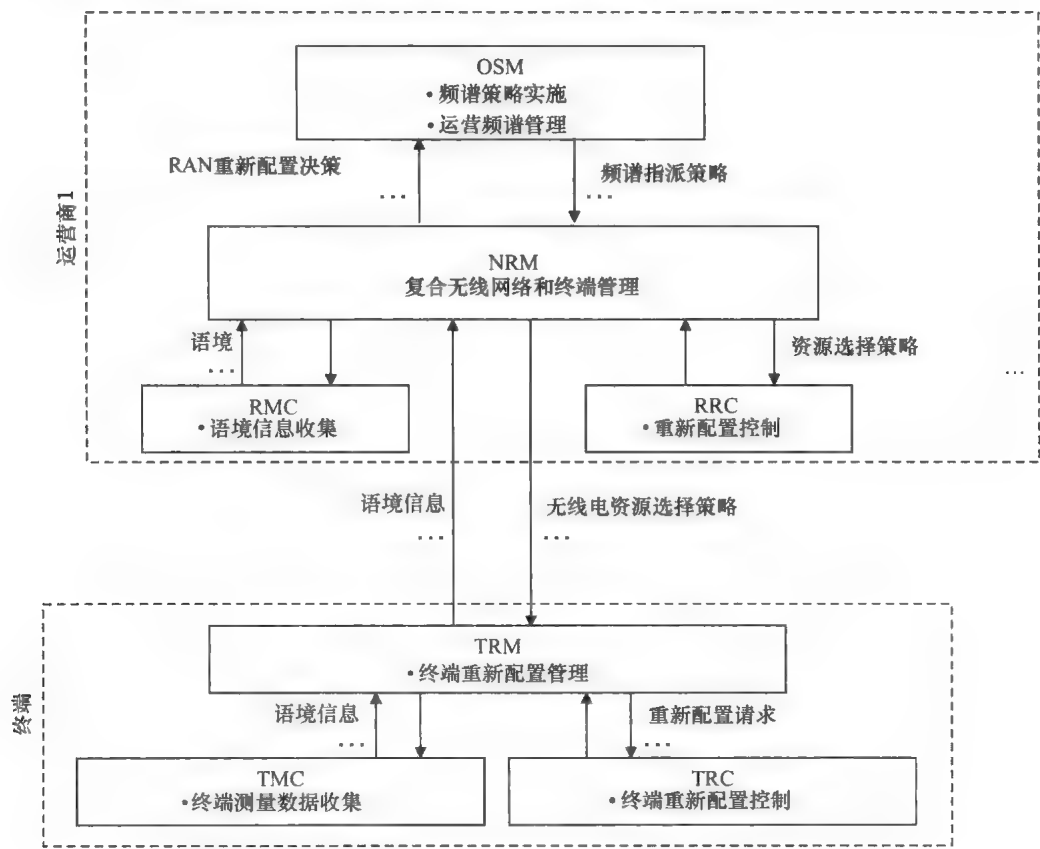 OSM
• 频谱策略实施
• 运营频谱管理
RAN重新配置决策
...
频谱指派策略
...
运营商1
NRM
复合无线网络和终端管理
语境
...
资源选择策略
...
RMC
• 语境信息收集
RRC
• 重新配置控制
语境信息
...
无线电资源选择策略
...
终端
TRM
• 终端重新配置管理
语境信息
...
重新配置请求
...
TMC
• 终端测量数据收集
TRC
• 终端重新配置控制